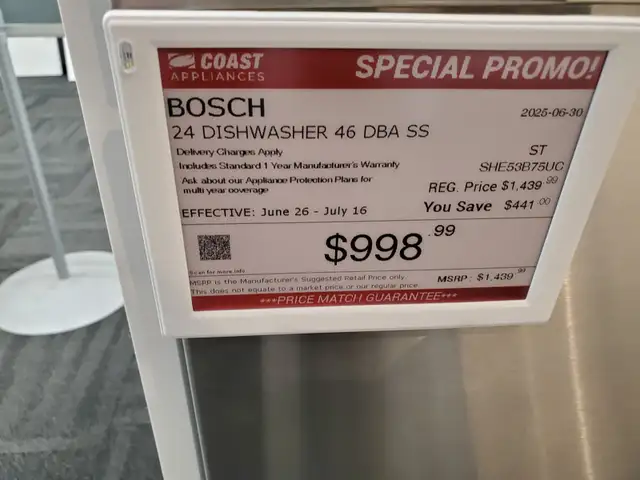 COAST
APPLIANCES
SPECIAL PROMO!
BOSCH
2025-06-30
24 DISHWASHER 46 DBA SS
Delivery Charges Apply
ST
Includes Standard 1 Year Manufacturer's Warranty
SHE53B75UC
Ask about our Appliance Protection Plans for
multi year coverage
REG. Price $1,439.99
EFFECTIVE: June 26 - July 16
You Save $441.00
$998.99
Scan for more info
MSRP is the Manufacturer's Suggested Retail Price only.
This does not equate to a market price or our regular price.
MSRP: $1,439.99
***PRICE MATCH GUARANTEE***